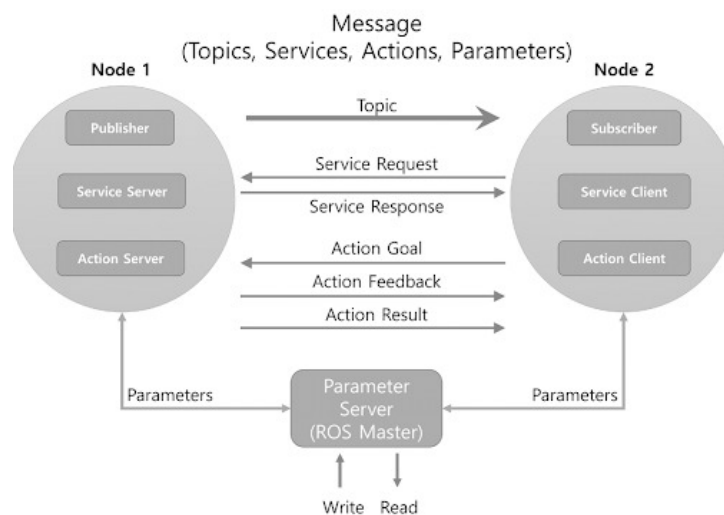 Message
(Topics, Services, Actions, Parameters)
Node 1
Node 2
Topic
Publisher
Subscriber
Service Request
Service Server
Service Client
Service Response
Action Goal
Action Server
Action Client
Action Feedback
Action Result
Parameters
Parameter
Server
(ROS Master)
Parameters
Write
Read